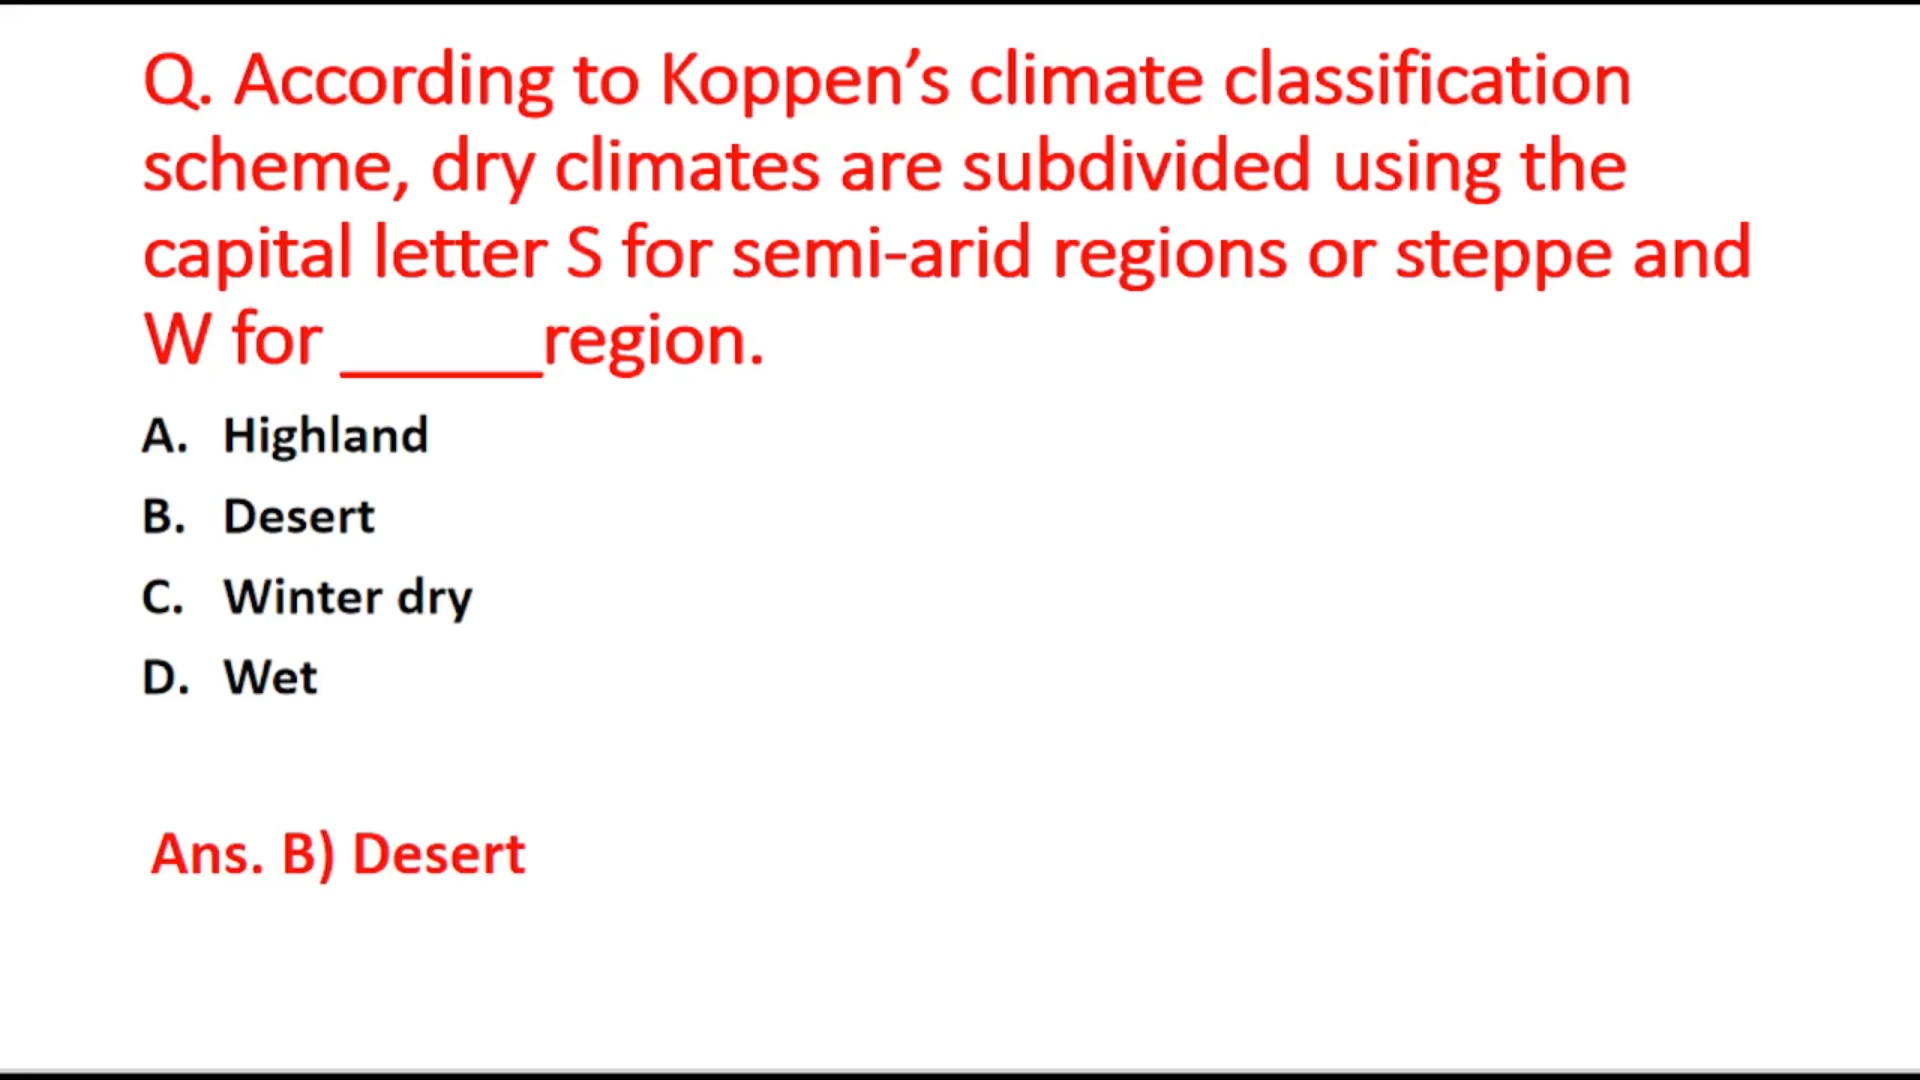 Q. According to Koppen’s climate classification
scheme, dry climates are subdivided using the
capital letter S for semi-arid regions or steppe and
W for ______region.
A. Highland
B. Desert
C. Winter dry
D. Wet
Ans. B) Desert